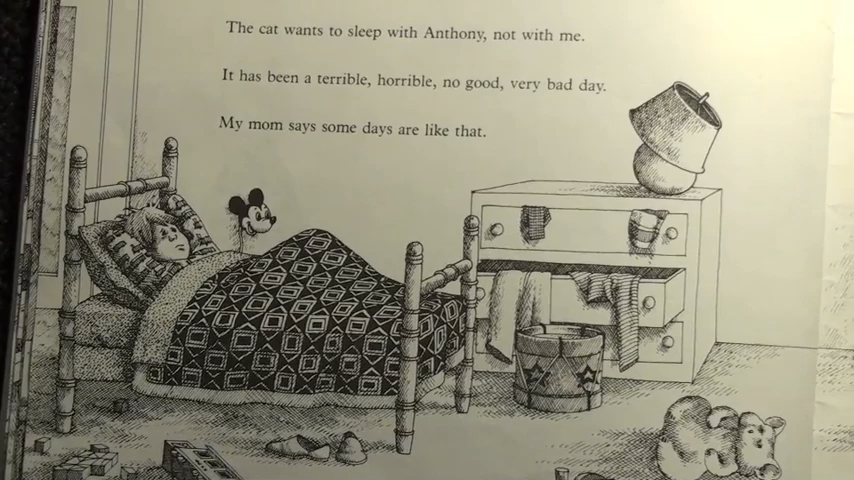 The cat wants to sleep with Anthony, not with me.
It has been a terrible, horrible, no good, very bad day.
My mom says some days are like that.